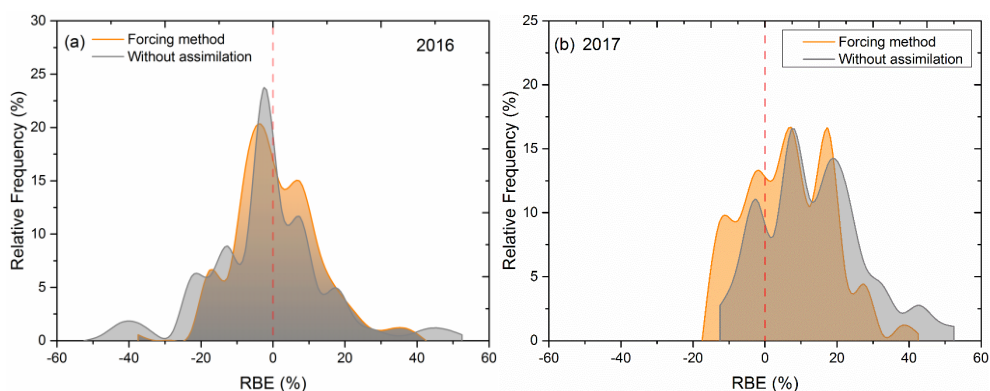 (a)
Forcing method
Without assimilation
2016
Relative Frequency (%)
30
25
20
15
10
5
0
-60 -40 -20 0 20 40 60
RBE (%)
(b) 2017
Forcing method
Without assimilation
Relative Frequency (%)
25
20
15
10
5
0
-60 -40 -20 0 20 40 60
RBE (%)